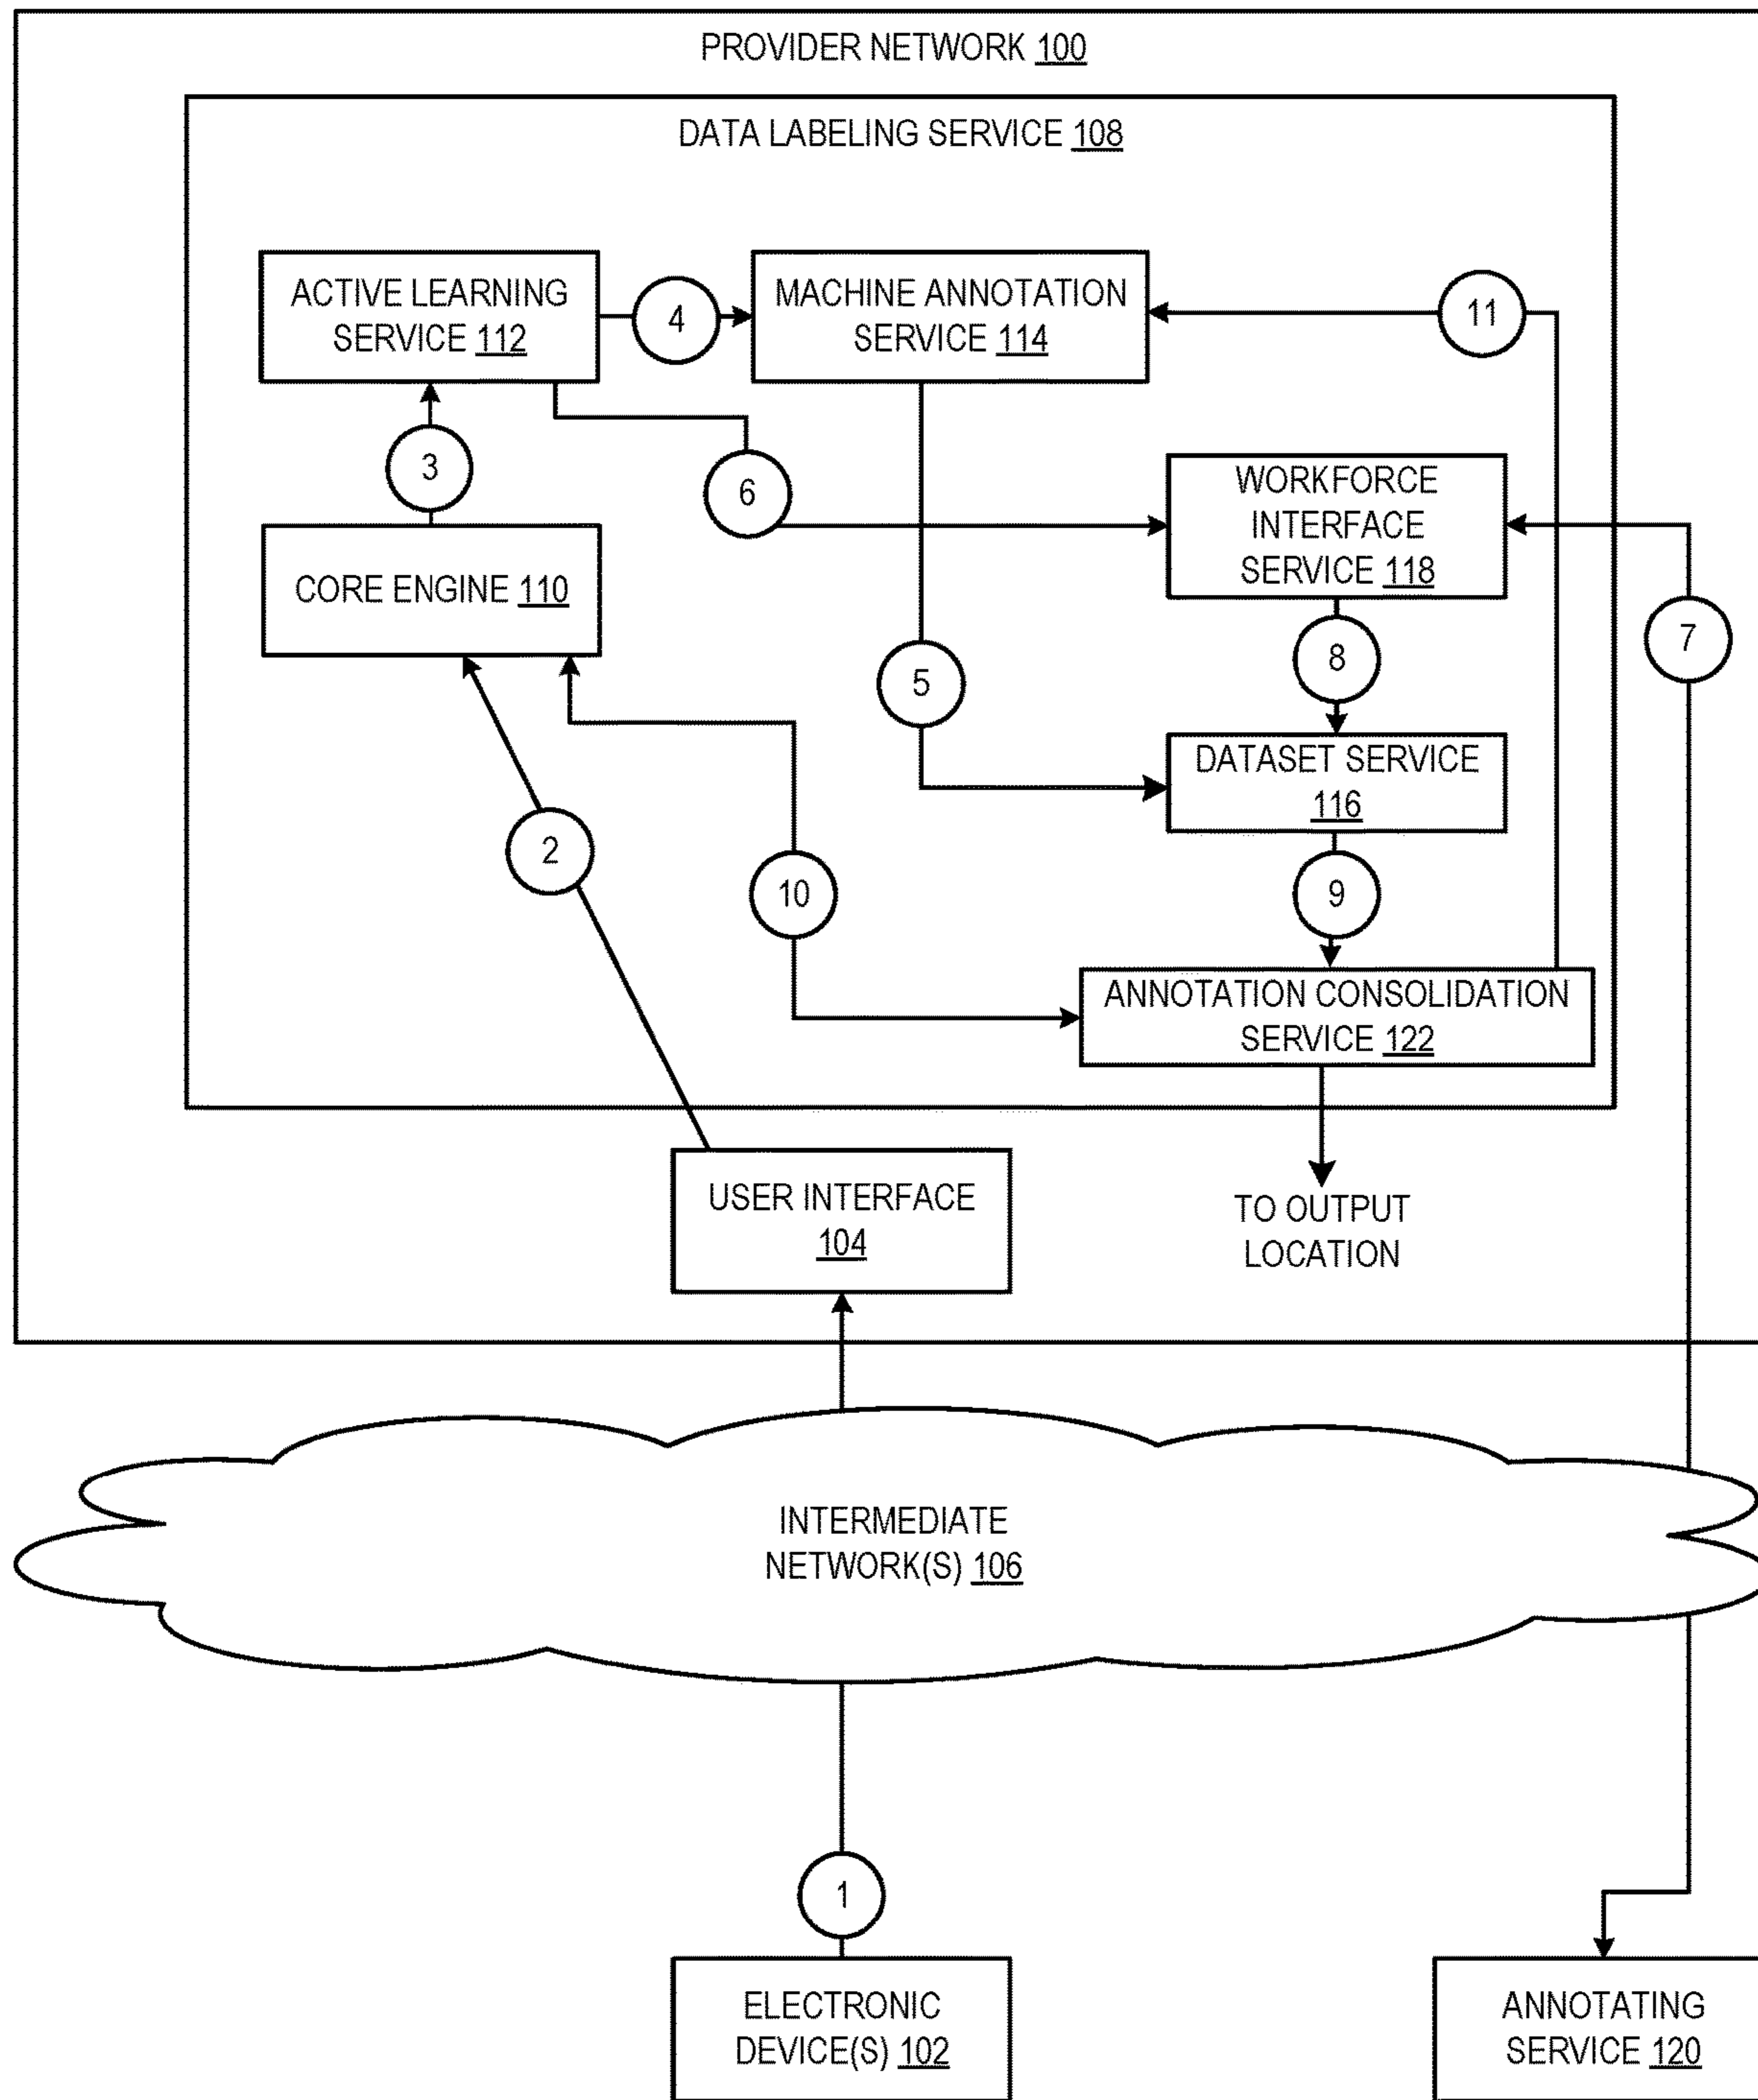 PROVIDER NETWORK 100
DATA LABELING SERVICE 108
ACTIVE LEARNING
SERVICE 112
4
MACHINE ANNOTATION
SERVICE 114
11
3
6
WORKFORCE
INTERFACE
SERVICE 118
CORE ENGINE 110
7
8
5
DATASET SERVICE
116
2
10
9
ANNOTATION CONSOLIDATION
SERVICE 122
USER INTERFACE
104
TO OUTPUT
LOCATION
INTERMEDIATE
NETWORK(S) 106
1
ELECTRONIC
DEVICE(S) 102
ANNOTATING
SERVICE 120